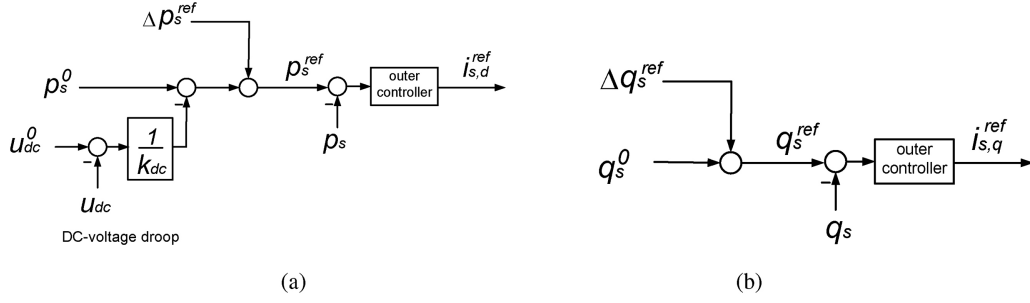 Δp_s^ref
p_s^0
p_s^ref
outer
controller
i_s,d^ref
u_dc^0
1
k_dc
p_s
u_dc
DC-voltage droop
(a)
Δq_s^ref
q_s^0
q_s^ref
outer
controller
i_s,q^ref
q_s
(b)